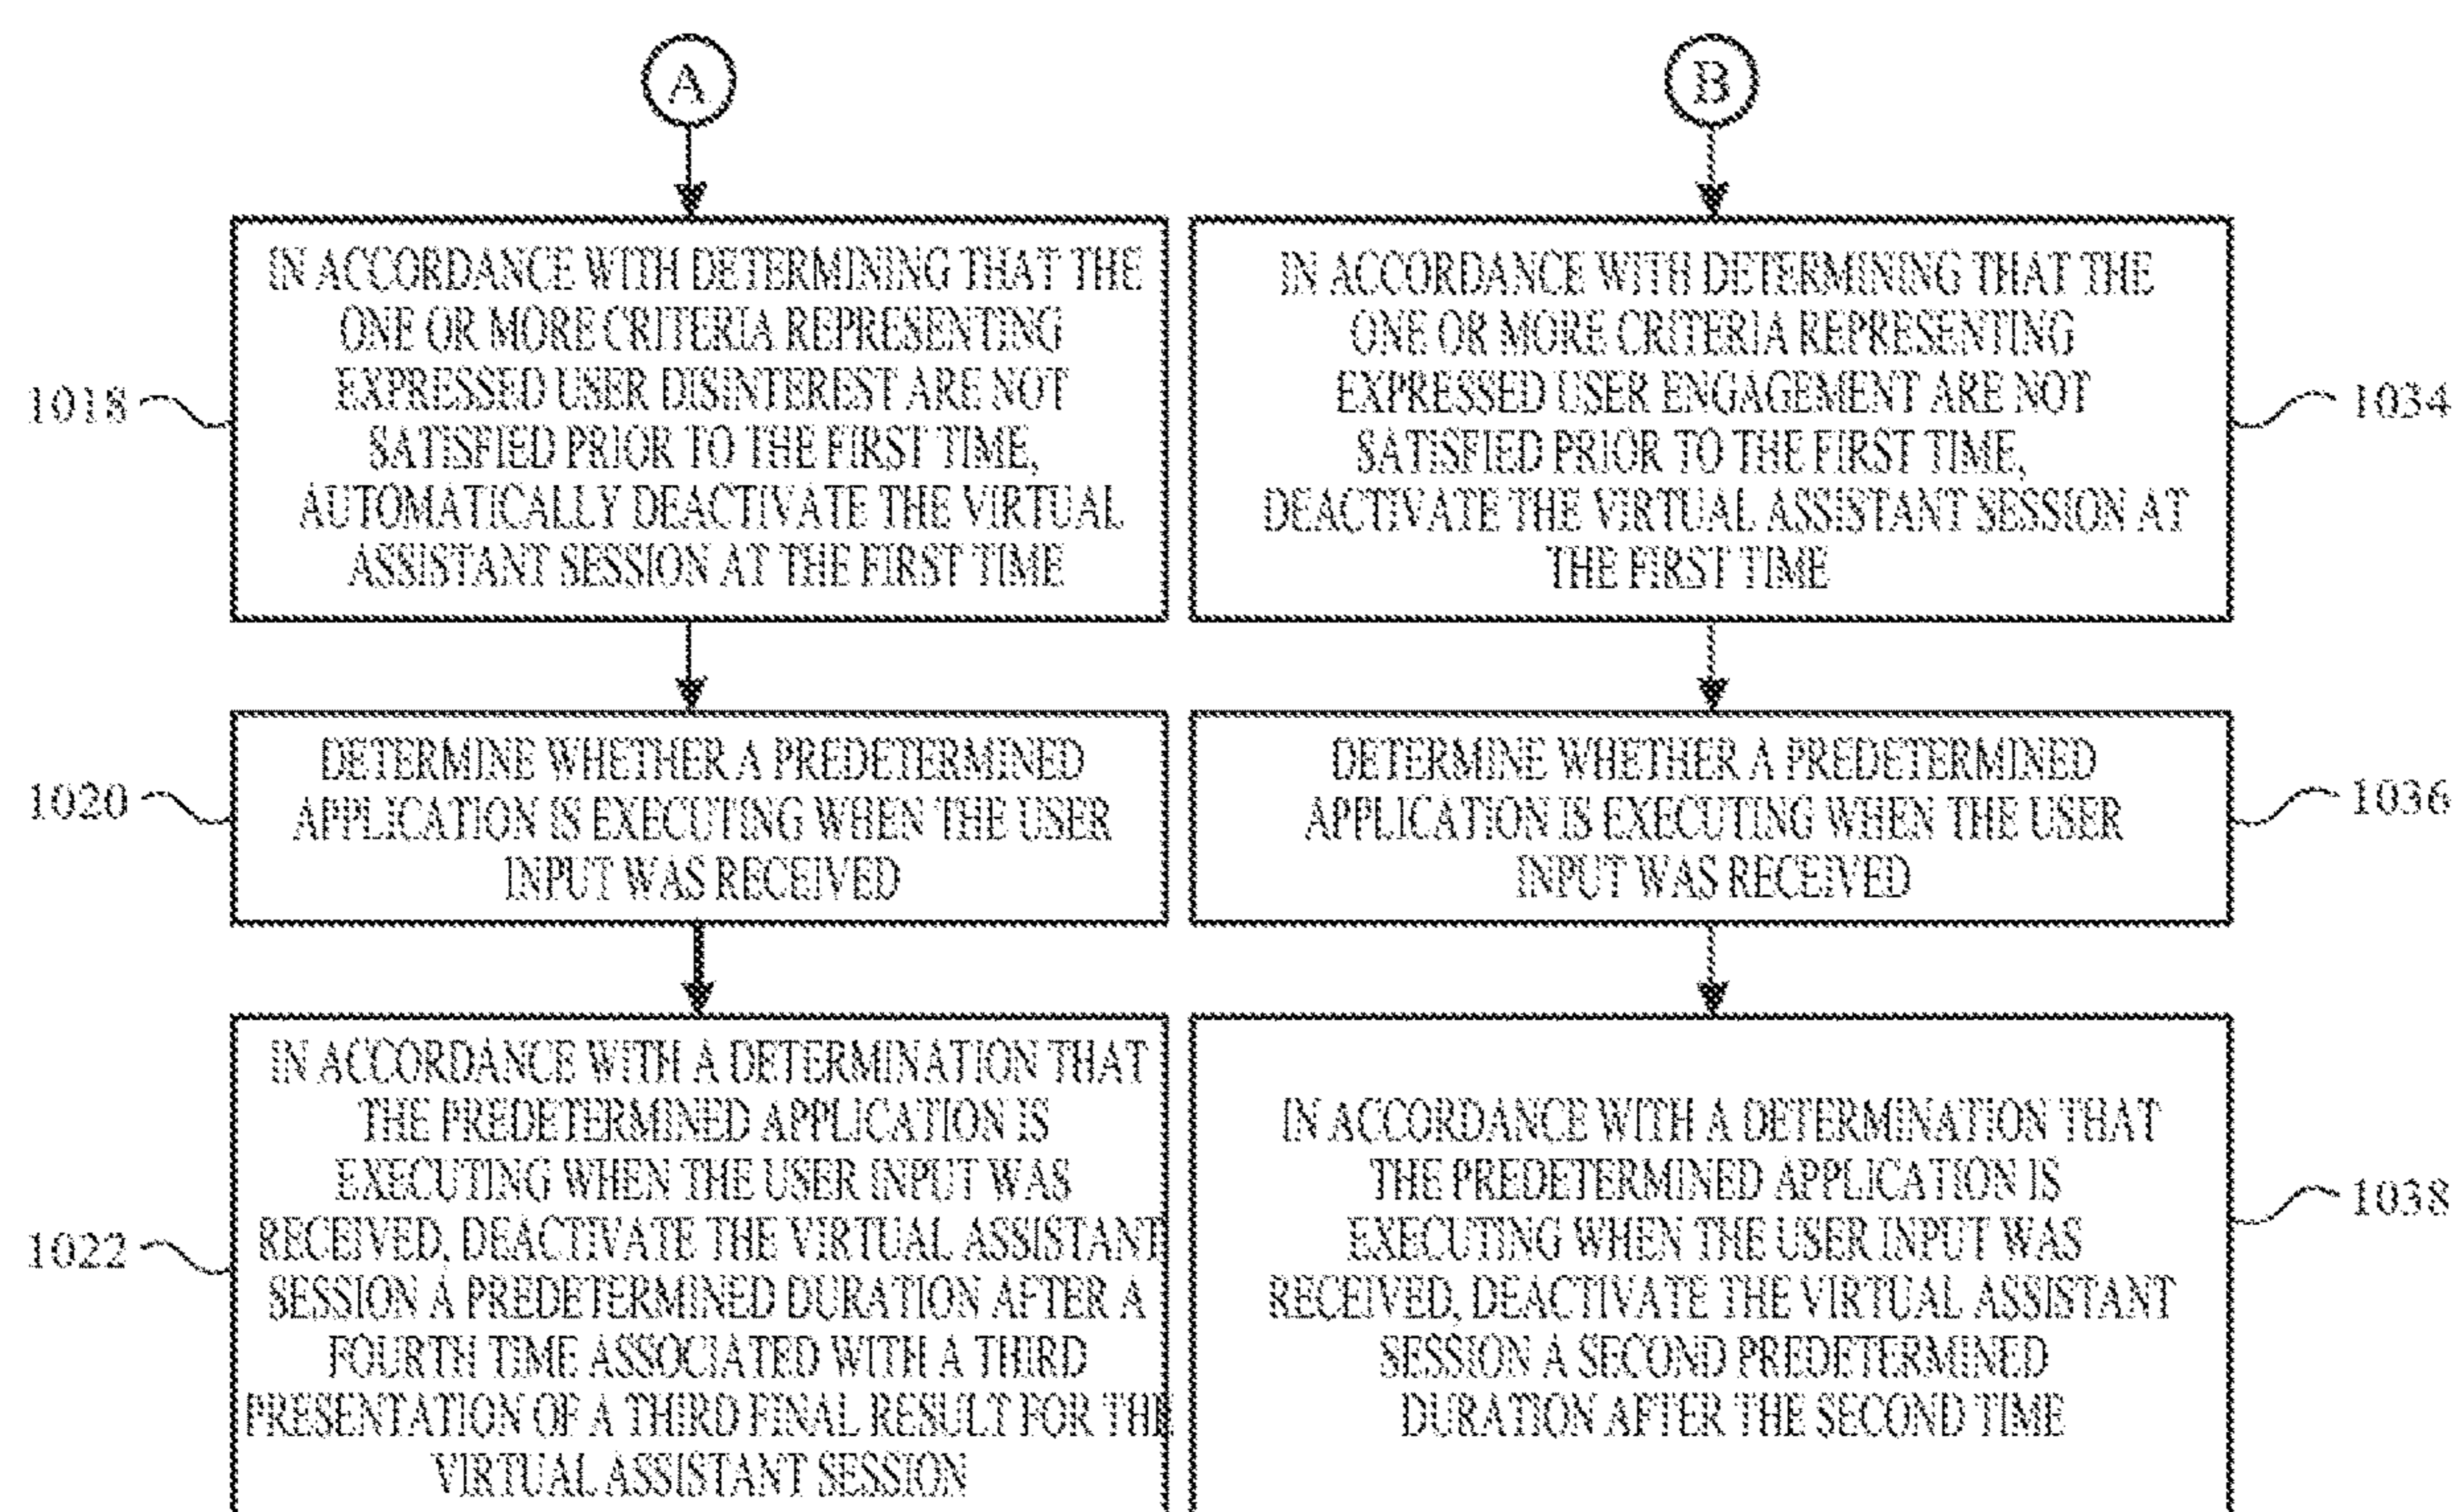 A
IN ACCORDANCE WITH DETERMINING THAT THE
ONE OR MORE CRITERIA REPRESENTING
EXPRESSED USER DISINTEREST ARE NOT
SATISFIED PRIOR TO THE FIRST TIME,
AUTOMATICALLY DEACTIVATE THE VIRTUAL
ASSISTANT SESSION AT THE FIRST TIME
1018
DETERMINE WHETHER A PREDETERMINED
APPLICATION IS EXECUTING WHEN THE USER
INPUT WAS RECEIVED
1020
IN ACCORDANCE WITH A DETERMINATION THAT
THE PREDETERMINED APPLICATION IS
EXECUTING WHEN THE USER INPUT WAS
RECEIVED, DEACTIVATE THE VIRTUAL ASSISTANT
SESSION A PREDETERMINED DURATION AFTER A
FOURTH TIME ASSOCIATED WITH A THIRD
PRESENTATION OF A THIRD FINAL RESULT FOR THE
VIRTUAL ASSISTANT SESSION
1022
B
IN ACCORDANCE WITH DETERMINING THAT THE
ONE OR MORE CRITERIA REPRESENTING
EXPRESSED USER ENGAGEMENT ARE NOT
SATISFIED PRIOR TO THE FIRST TIME,
DEACTIVATE THE VIRTUAL ASSISTANT SESSION AT
THE FIRST TIME
1034
DETERMINE WHETHER A PREDETERMINED
APPLICATION IS EXECUTING WHEN THE USER
INPUT WAS RECEIVED
1036
IN ACCORDANCE WITH A DETERMINATION THAT
THE PREDETERMINED APPLICATION IS
EXECUTING WHEN THE USER INPUT WAS
RECEIVED, DEACTIVATE THE VIRTUAL ASSISTANT
SESSION A SECOND PREDETERMINED
DURATION AFTER THE SECOND TIME
1038